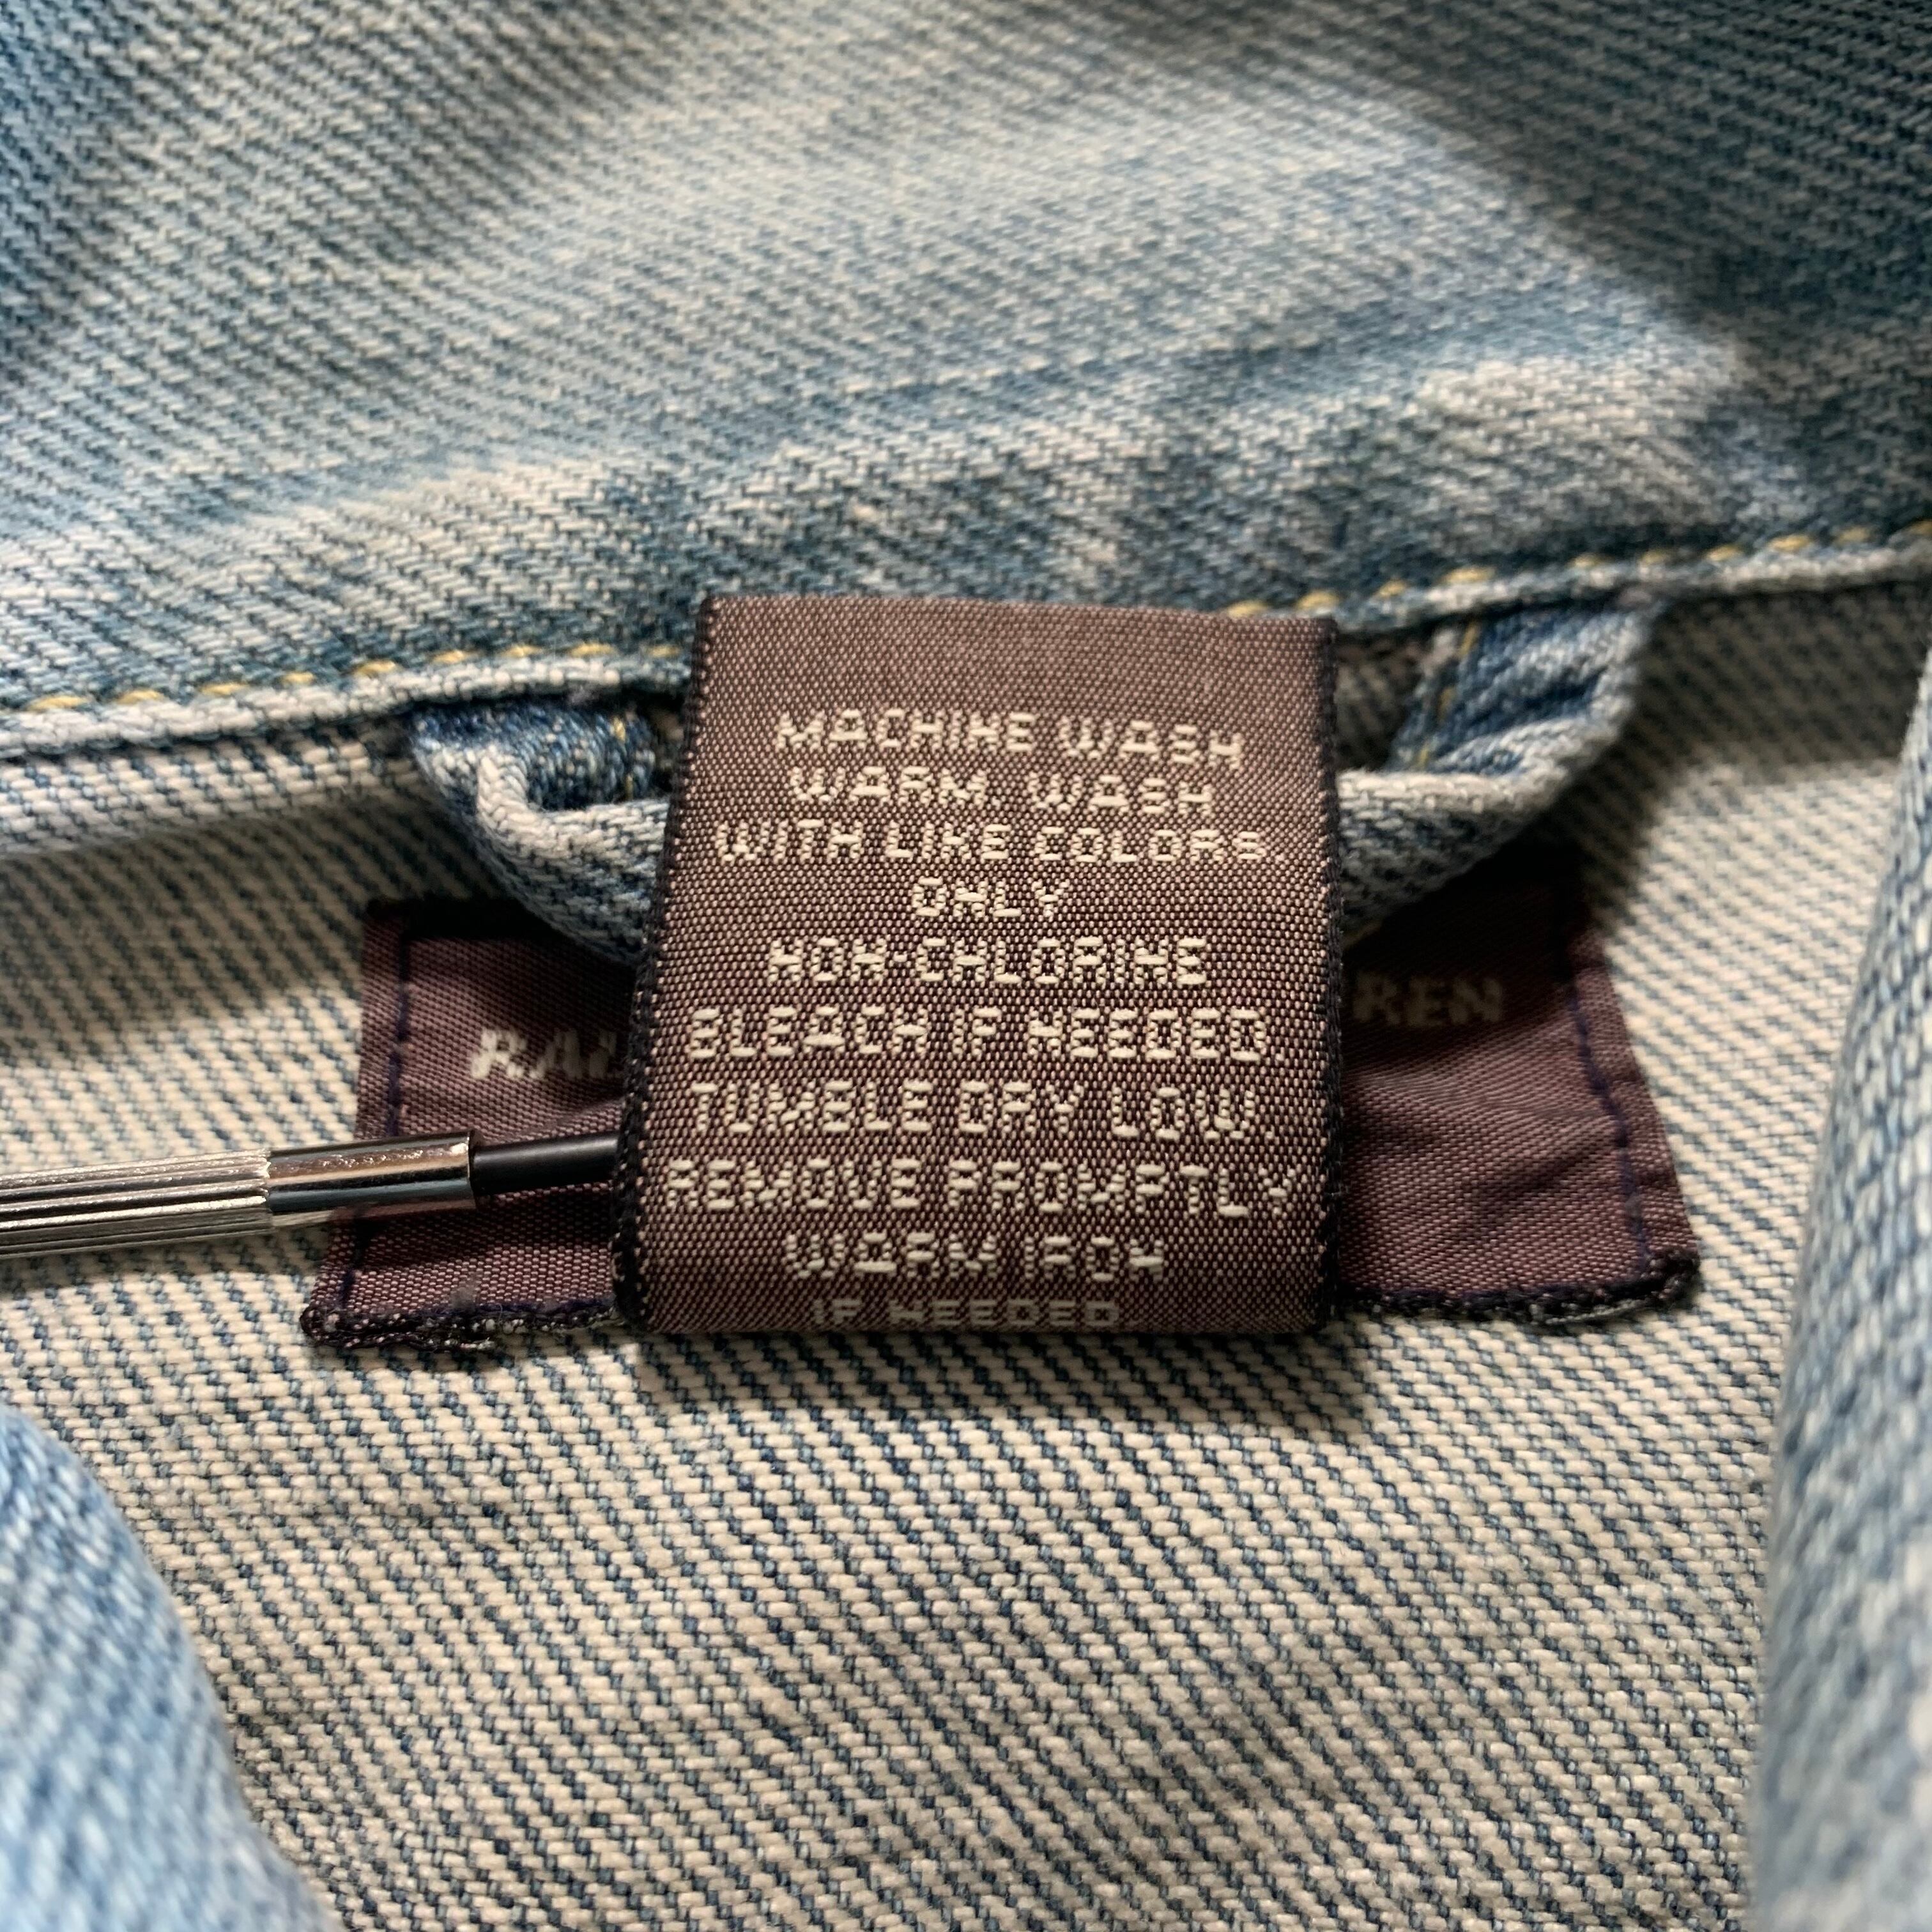 MACHINE WASH
WARM. WASH
WITH LIKE COLORS.
ONLY
NON-CHLORINE
BLEACH IF NEEDED.
TUMBLE DRY LOW.
REMOVE PROMPTLY
WARM IRON
IF NEEDED
RAL
REN